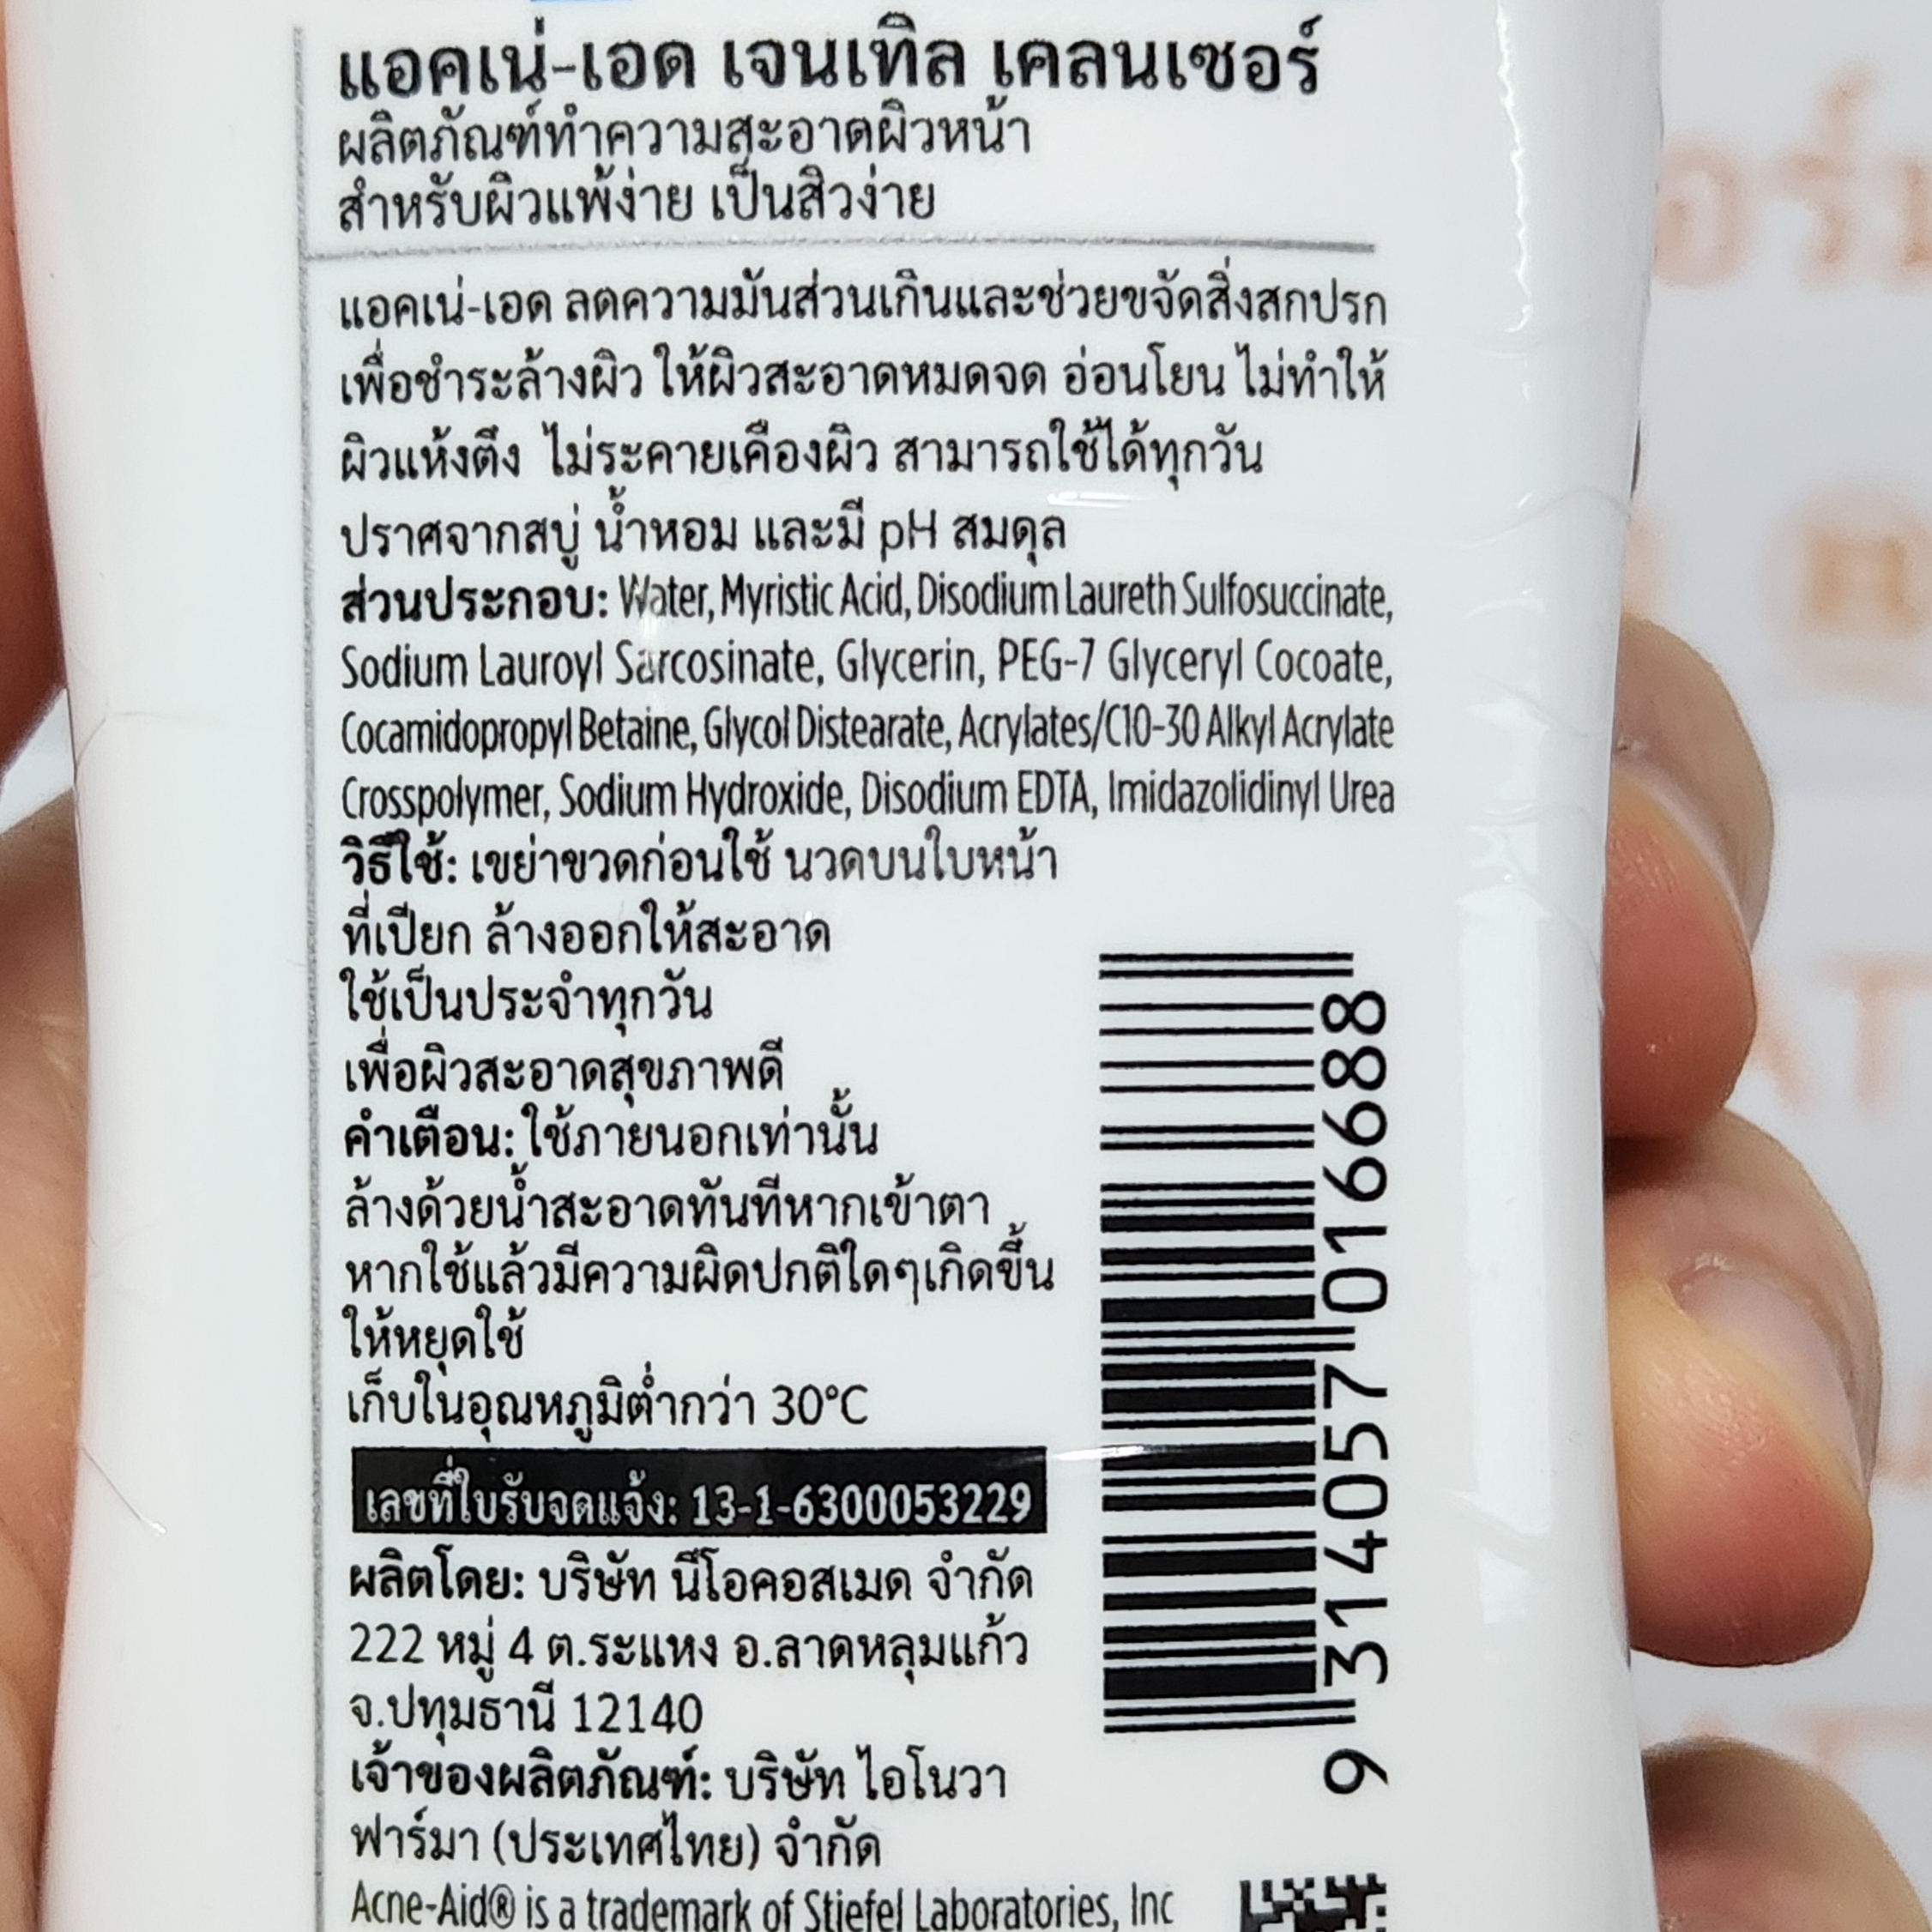 แอคเน่-เอด เจนเทิล เคลนเซอร์
ผลิตภัณฑ์ทำความสะอาดผิวหน้า
สำหรับผิวแพ้ง่าย เป็นสิวง่าย
แอคเน่-เอด ลดความมันส่วนเกินและช่วยขจัดสิ่งสกปรก
เพื่อชำระล้างผิว ให้ผิวสะอาดหมดจด อ่อนโยน ไม่ทำให้
ผิวแห้งตึง ไม่ระคายเคืองผิว สามารถใช้ได้ทุกวัน
ปราศจากสบู่ น้ำหอม และมี pH สมดุล
ส่วนประกอบ: Water, Myristic Acid, Disodium Laureth Sulfosuccinate,
Sodium Lauroyl Sarcosinate, Glycerin, PEG-7 Glyceryl Cocoate,
Cocamidopropyl Betaine, Glycol Distearate, Acrylates/C10-30 Alkyl Acrylate
Crosspolymer, Sodium Hydroxide, Disodium EDTA, Imidazolidinyl Urea
วิธีใช้: เขย่าขวดก่อนใช้ นวดบนใบหน้า
ที่เปียก ล้างออกให้สะอาด
ใช้เป็นประจำทุกวัน
เพื่อผิวสะอาดสุขภาพดี
คำเตือน: ใช้ภายนอกเท่านั้น
ล้างด้วยน้ำสะอาดทันทีหากเข้าตา
หากใช้แล้วมีความผิดปกติใดๆเกิดขึ้น
ให้หยุดใช้
เก็บในอุณหภูมิต่ำกว่า 30°C
เลขที่ใบรับจดแจ้ง: 13-1-6300053229
ผลิตโดย: บริษัท นีโอคอสเมด จำกัด
222 หมู่ 4 ต.ระแหง อ.ลาดหลุมแก้ว
จ.ปทุมธานี 12140
เจ้าของผลิตภัณฑ์: บริษัท ไอโนวา
ฟาร์มา (ประเทศไทย) จำกัด
Acne-Aid® is a trademark of Stiefel Laboratories, Inc
9 314057 016688